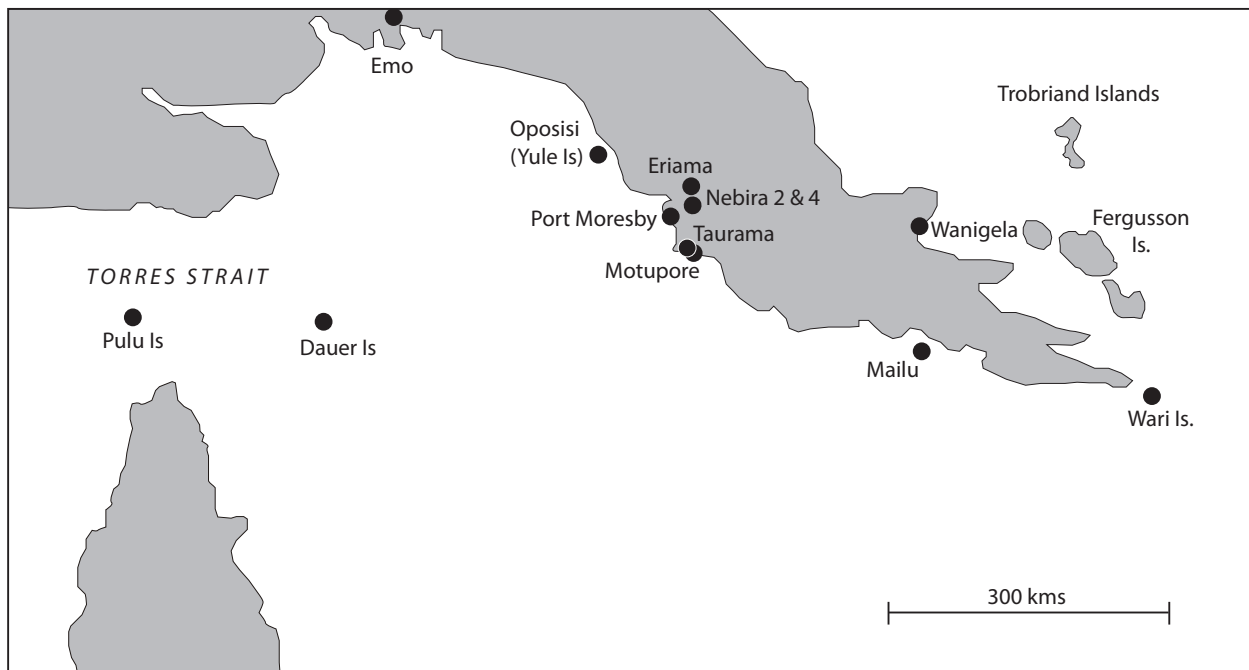 Emo
Trobriand Islands
Oposisi
(Yule Is)
Eriama
Nebira 2 & 4
Port Moresby
Taurama
Motupore
Wanigela
Fergusson
Is.
TORRES STRAIT
Pulu Is
Dauer Is
Mailu
Wari Is.
300 kms